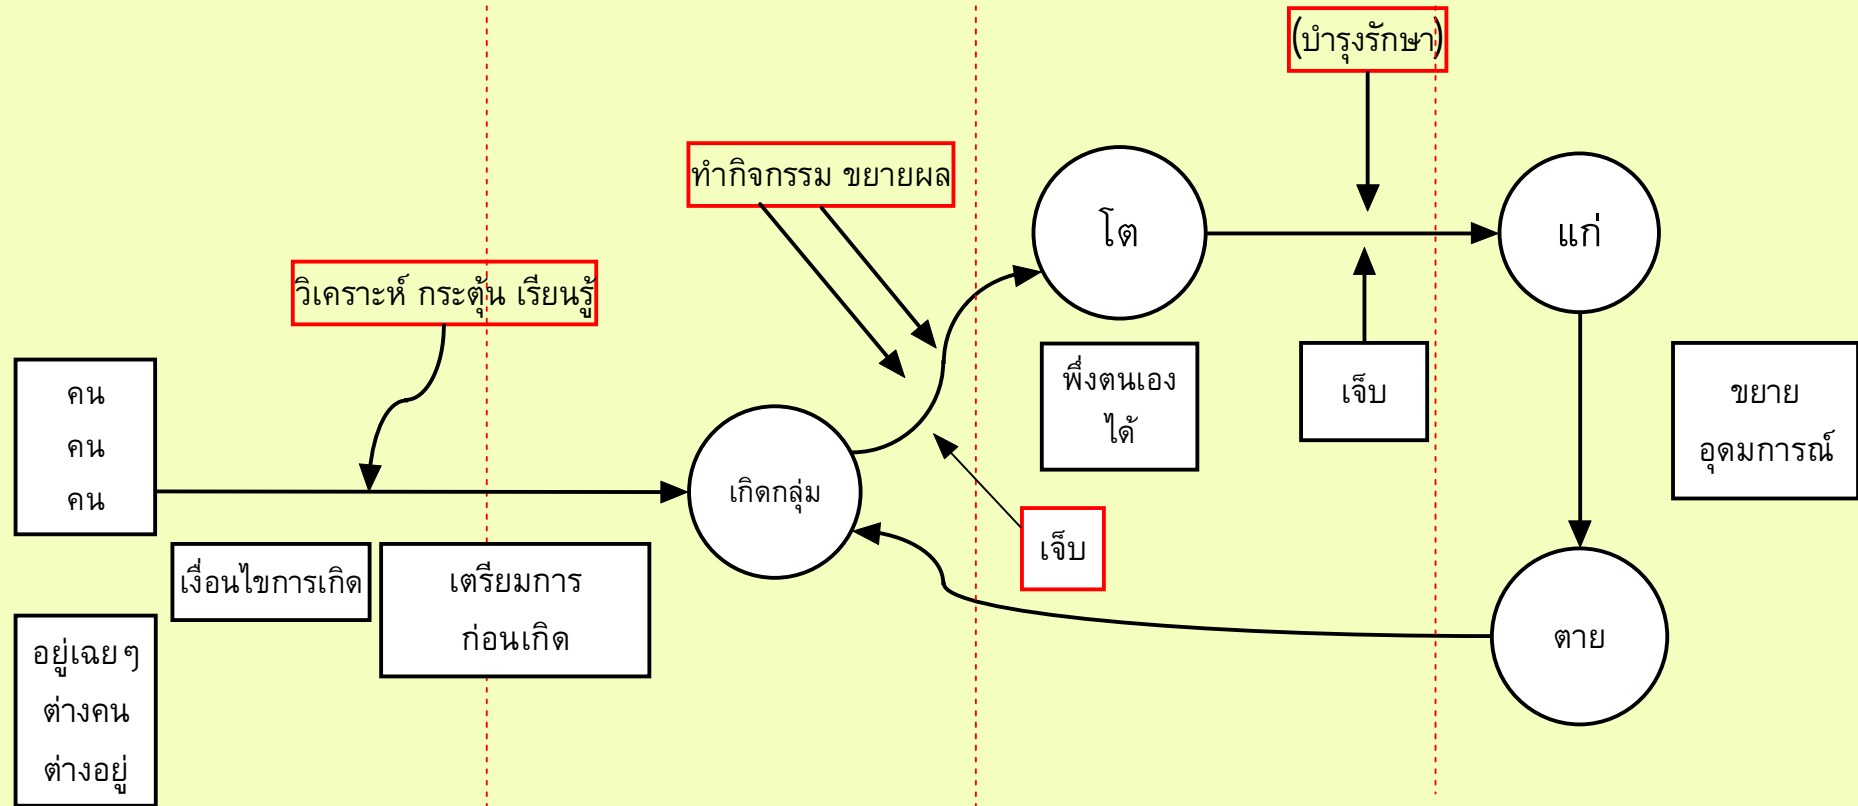 (บำรุงรักษา)
ทำกิจกรรม ขยายผล
โต
แก่
วิเคราะห์ กระตุ้น เรียนรู้
คน
คน
คน
พึ่งตนเอง
ได้
เจ็บ
ขยาย
อุดมการณ์
เกิดกลุ่ม
เจ็บ
เงื่อนไขการเกิด
เตรียมการ
ก่อนเกิด
ตาย
อยู่เฉย ๆ
ต่างคน
ต่างอยู่